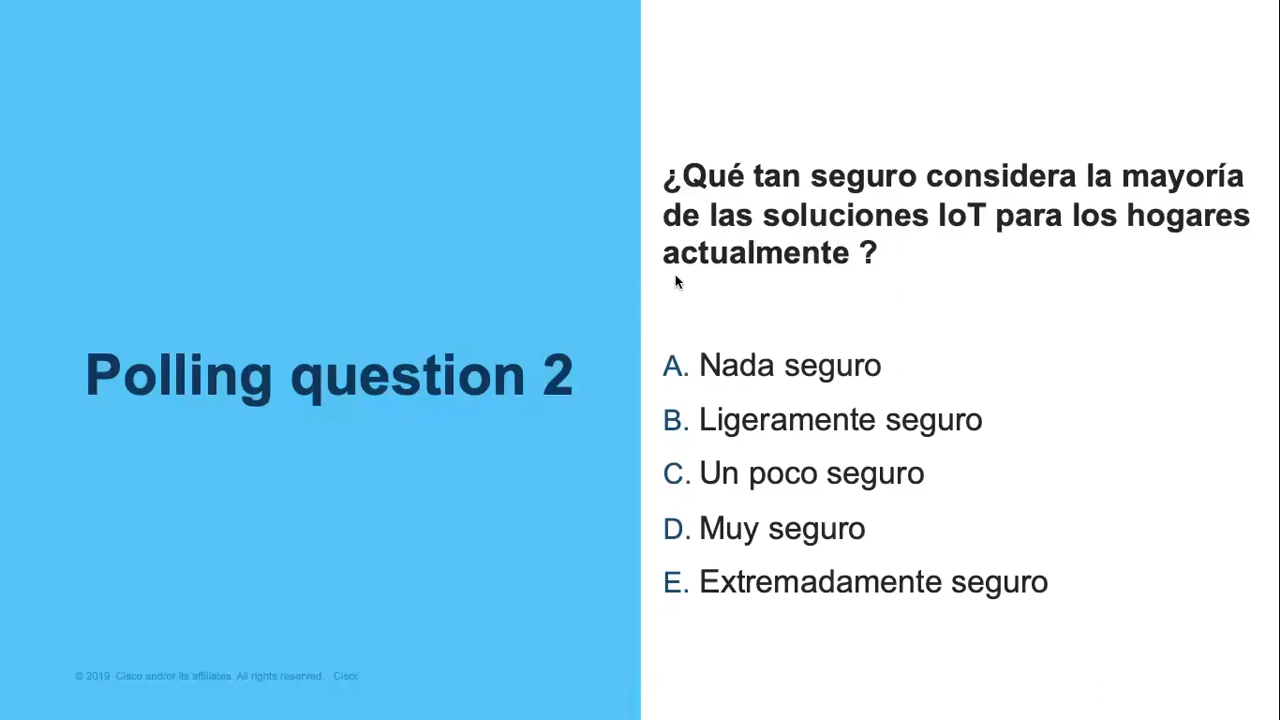 ¿Qué tan seguro considera la mayoría
de las soluciones IoT para los hogares
actualmente ?
Polling question 2
A. Nada seguro
B. Ligeramente seguro
C. Un poco seguro
D. Muy seguro
E. Extremadamente seguro
© 2019 Cisco and/or its affiliates. All rights reserved.